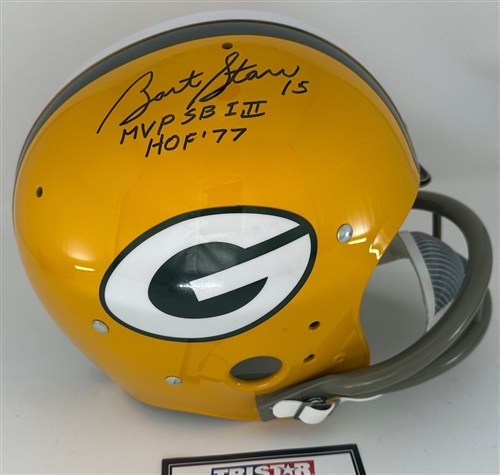 Bart Starr 15
MVP SB I II
HOF '77
G
TRISTAR